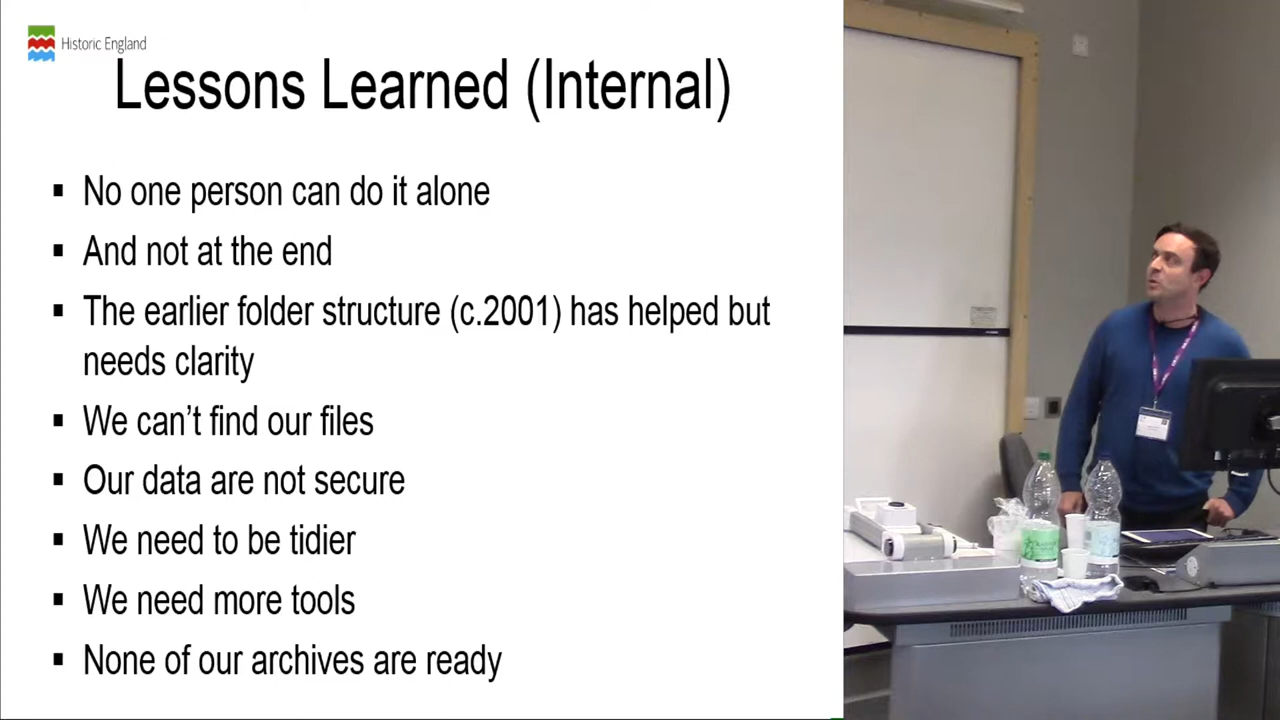 Historic England
Lessons Learned (Internal)
▪ No one person can do it alone
▪ And not at the end
▪ The earlier folder structure (c.2001) has helped but
needs clarity
▪ We can’t find our files
▪ Our data are not secure
▪ We need to be tidier
▪ We need more tools
▪ None of our archives are ready